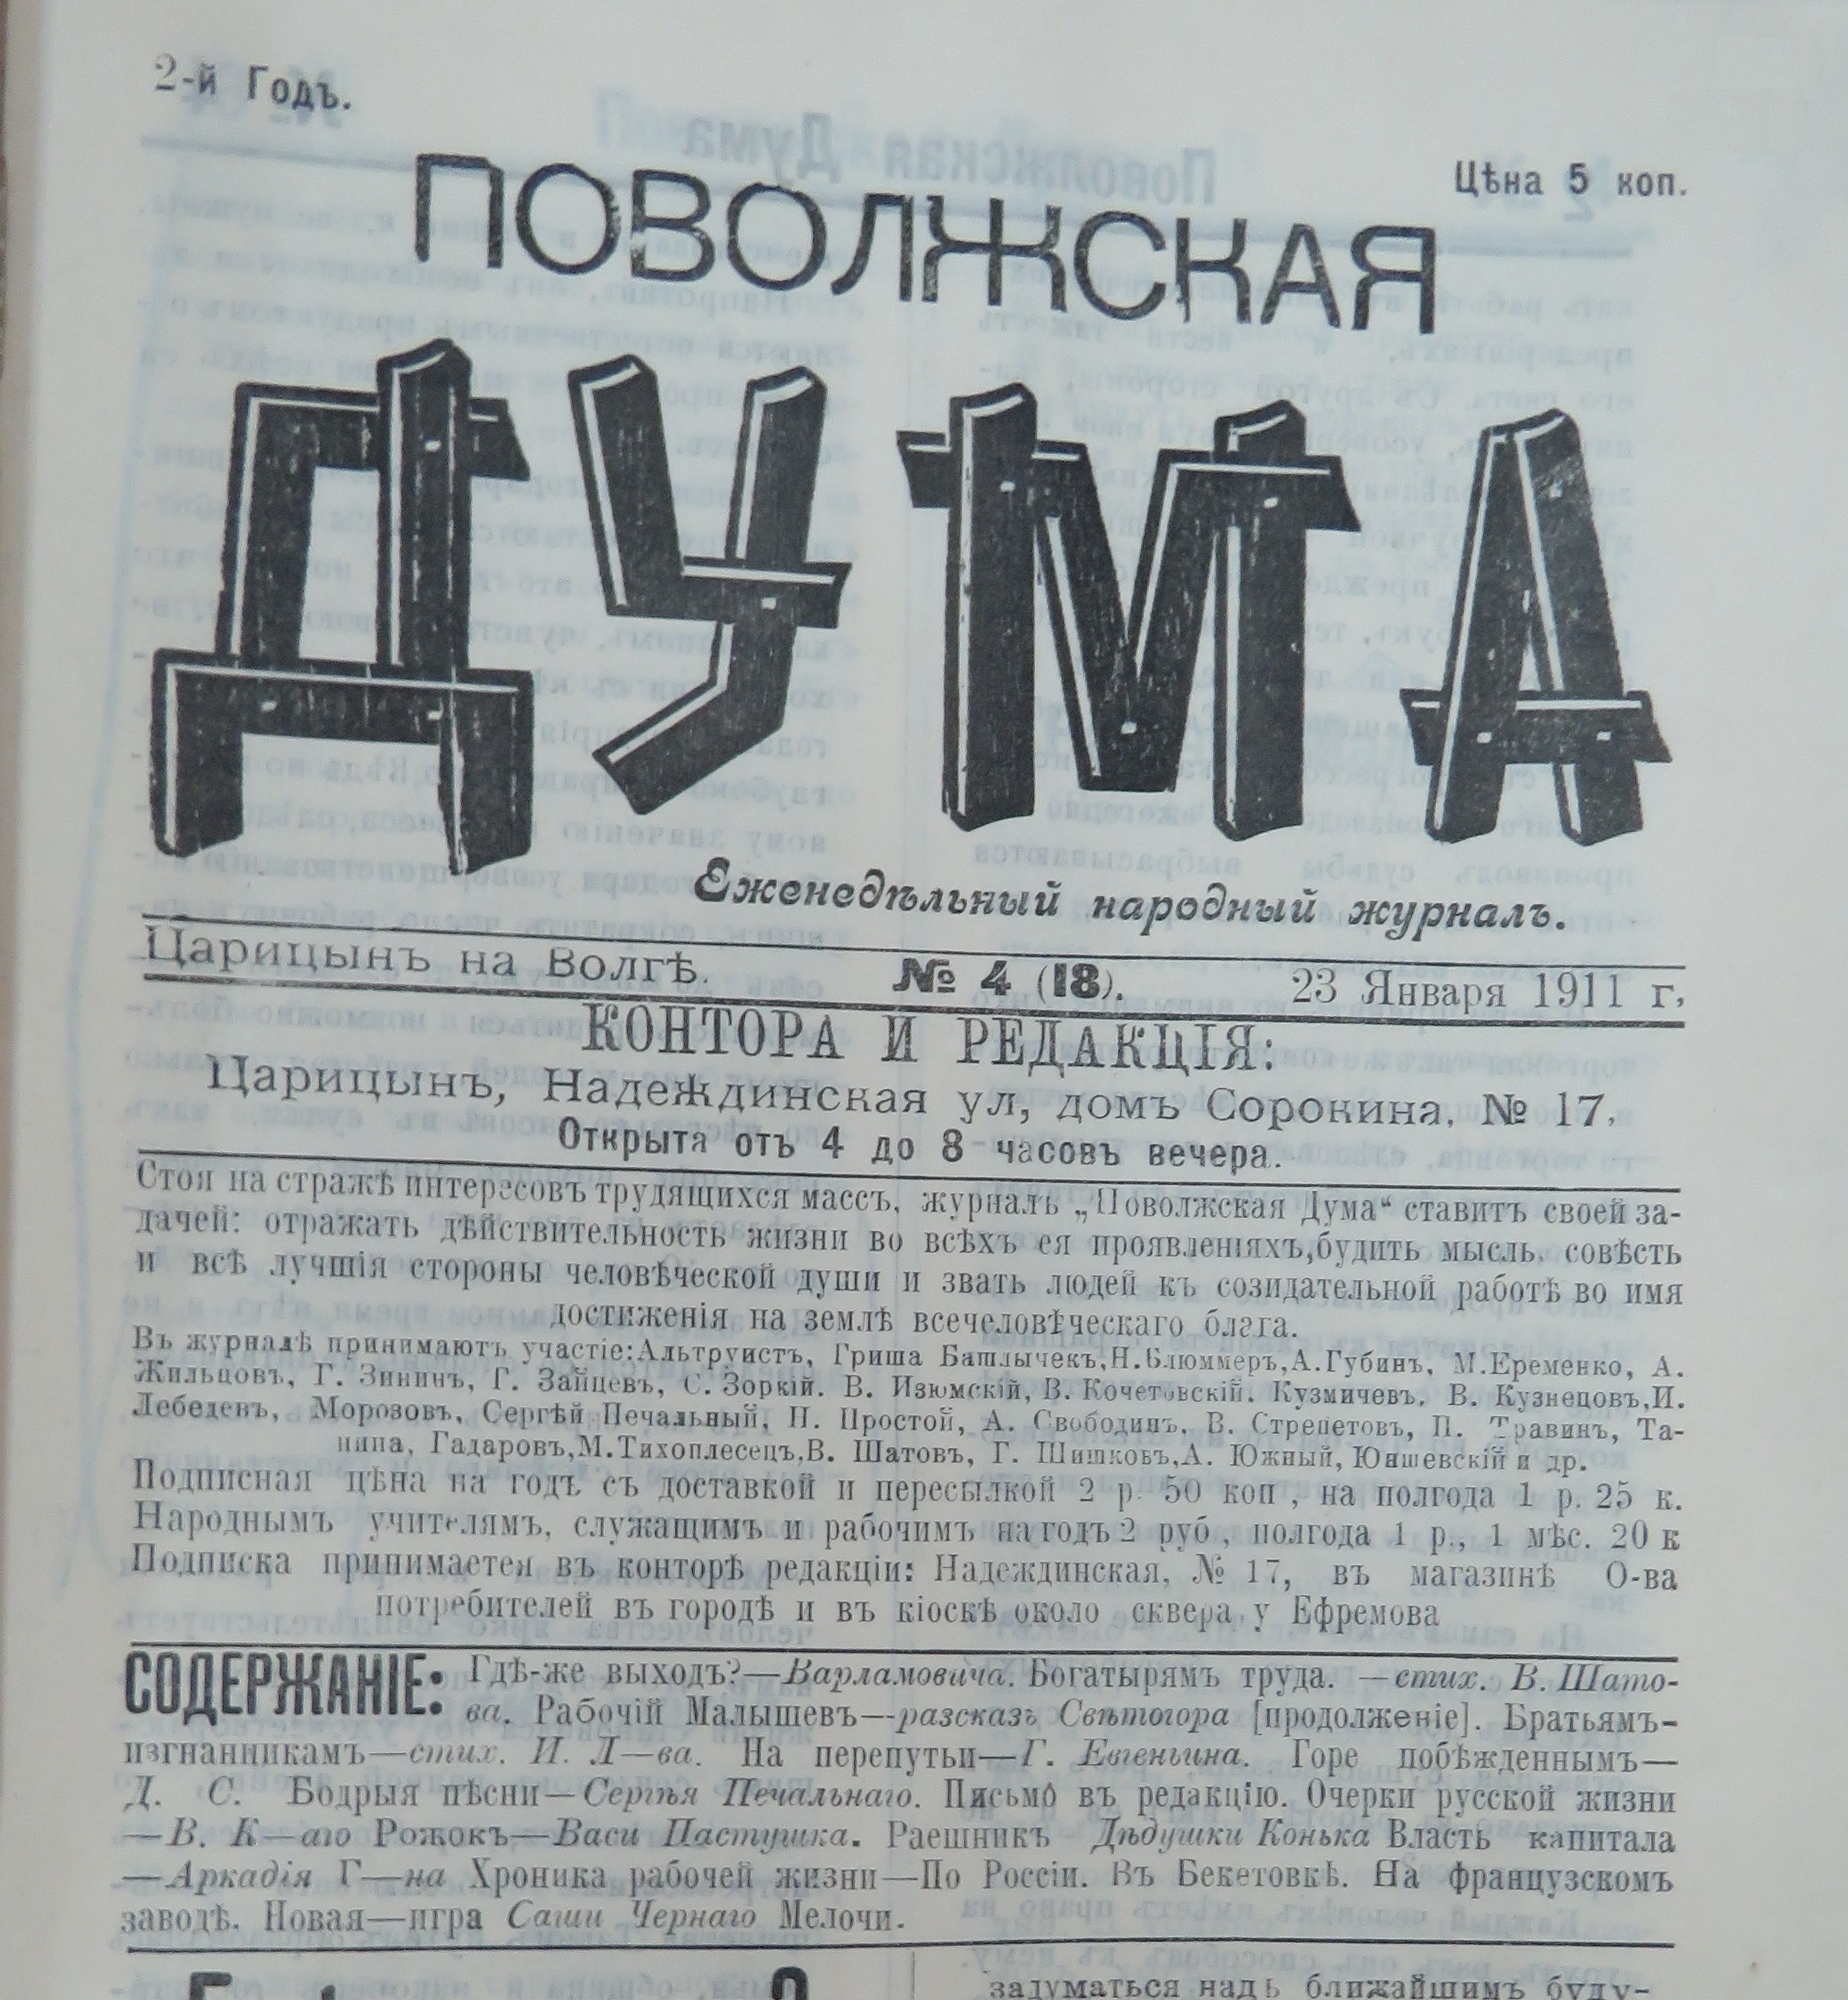 2-й Годъ.
Цѣна 5 коп.
ПОВОЛЖСКАЯ
ДУМА
Еженедѣльный народный журналъ.
Царицынъ на Волгѣ. № 4 (18). 23 Января 1911 г.
КОНТОРА И РЕДАКЦІЯ:
Царицынъ, Надеждинская ул, домъ Сорокина, № 17,
Открыта отъ 4 до 8 часовъ вечера.
Стоя на стражѣ интересовъ трудящихся массъ, журналъ „Поволжская Дума“ ставитъ своей за-
дачей: отражать дѣйствительность жизни во всѣхъ ея проявленіяхъ,будить мысль, совѣсть
и всѣ лучшія стороны человѣческой души и звать людей къ созидательной работѣ во имя
достиженія на землѣ всечеловѣческаго блага.
Въ журналѣ принимаютъ участіе:Альтруистъ, Гриша Башлычекъ,Н.Блюммеръ,А.Губинъ, М.Еременко, А.
Жильцовъ, Г. Зининъ, Г. Зайцевъ, С. Зоркій. В. Изюмскій, В. Кочетовскій. Кузмичевъ, В. Кузнецовъ,И.
Лебедевъ, Морозовъ, Сергѣй Печальный, Н. Простой, А. Свободинъ, В. Стрепетовъ, П. Травинъ, Та-
нина, Гадаровъ,М.Тихоплесецъ,В. Шатовъ, Г. Шишковъ,А. Южный,Юншевскій и др.
Подписная цѣна на годъ съ доставкой и пересылкой 2 р. 50 коп, на полгода 1 р. 25 к.
Народнымъ учителямъ, служащимъ и рабочимъ на годъ 2 руб, полгода 1 р., 1 мѣс. 20 к
Подписка принимается въ конторѣ редакціи: Надеждинская, № 17, въ магазинѣ О-ва
потребителей въ городѣ и въ кіоскѣ около сквера у Ефремова
СОДЕРЖАНІЕ: Гдѣ-же выходъ?—Варламовича. Богатырямъ труда. —стих. В. Шато-
ва. Рабочій Малышевъ—разсказъ Свѣтогора [продолженіе]. Братьямъ-
изгнанникамъ—стих. И. Л—ва. На перепутьи—Г. Евгеньина. Горе побѣжденнымъ—
Д. С. Бодрыя пѣсни—Сергѣя Печальнаго. Письмо въ редакцію. Очерки русской жизни
—В. К—аго Рожокъ—Васи Пастушка. Раешникъ Дѣдушки Конька Власть капитала
—Аркадія Г—на Хроника рабочей жизни—По Россіи. Въ Бекетовкѣ. На французскомъ
заводѣ. Новая—игра Саши Чернаго Мелочи.
задуматься надъ ближайшимъ буду-